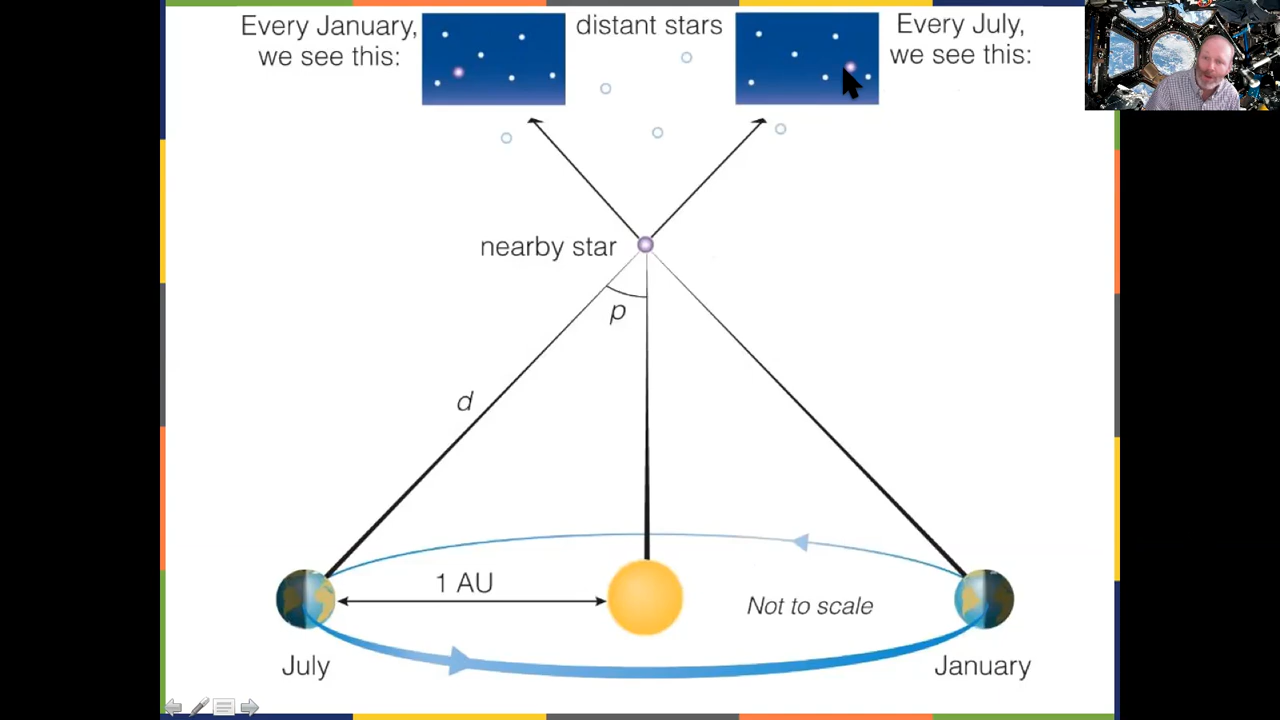 Every January,
we see this:
distant stars
Every July,
we see this:
nearby star
p
d
1 AU
Not to scale
July
January